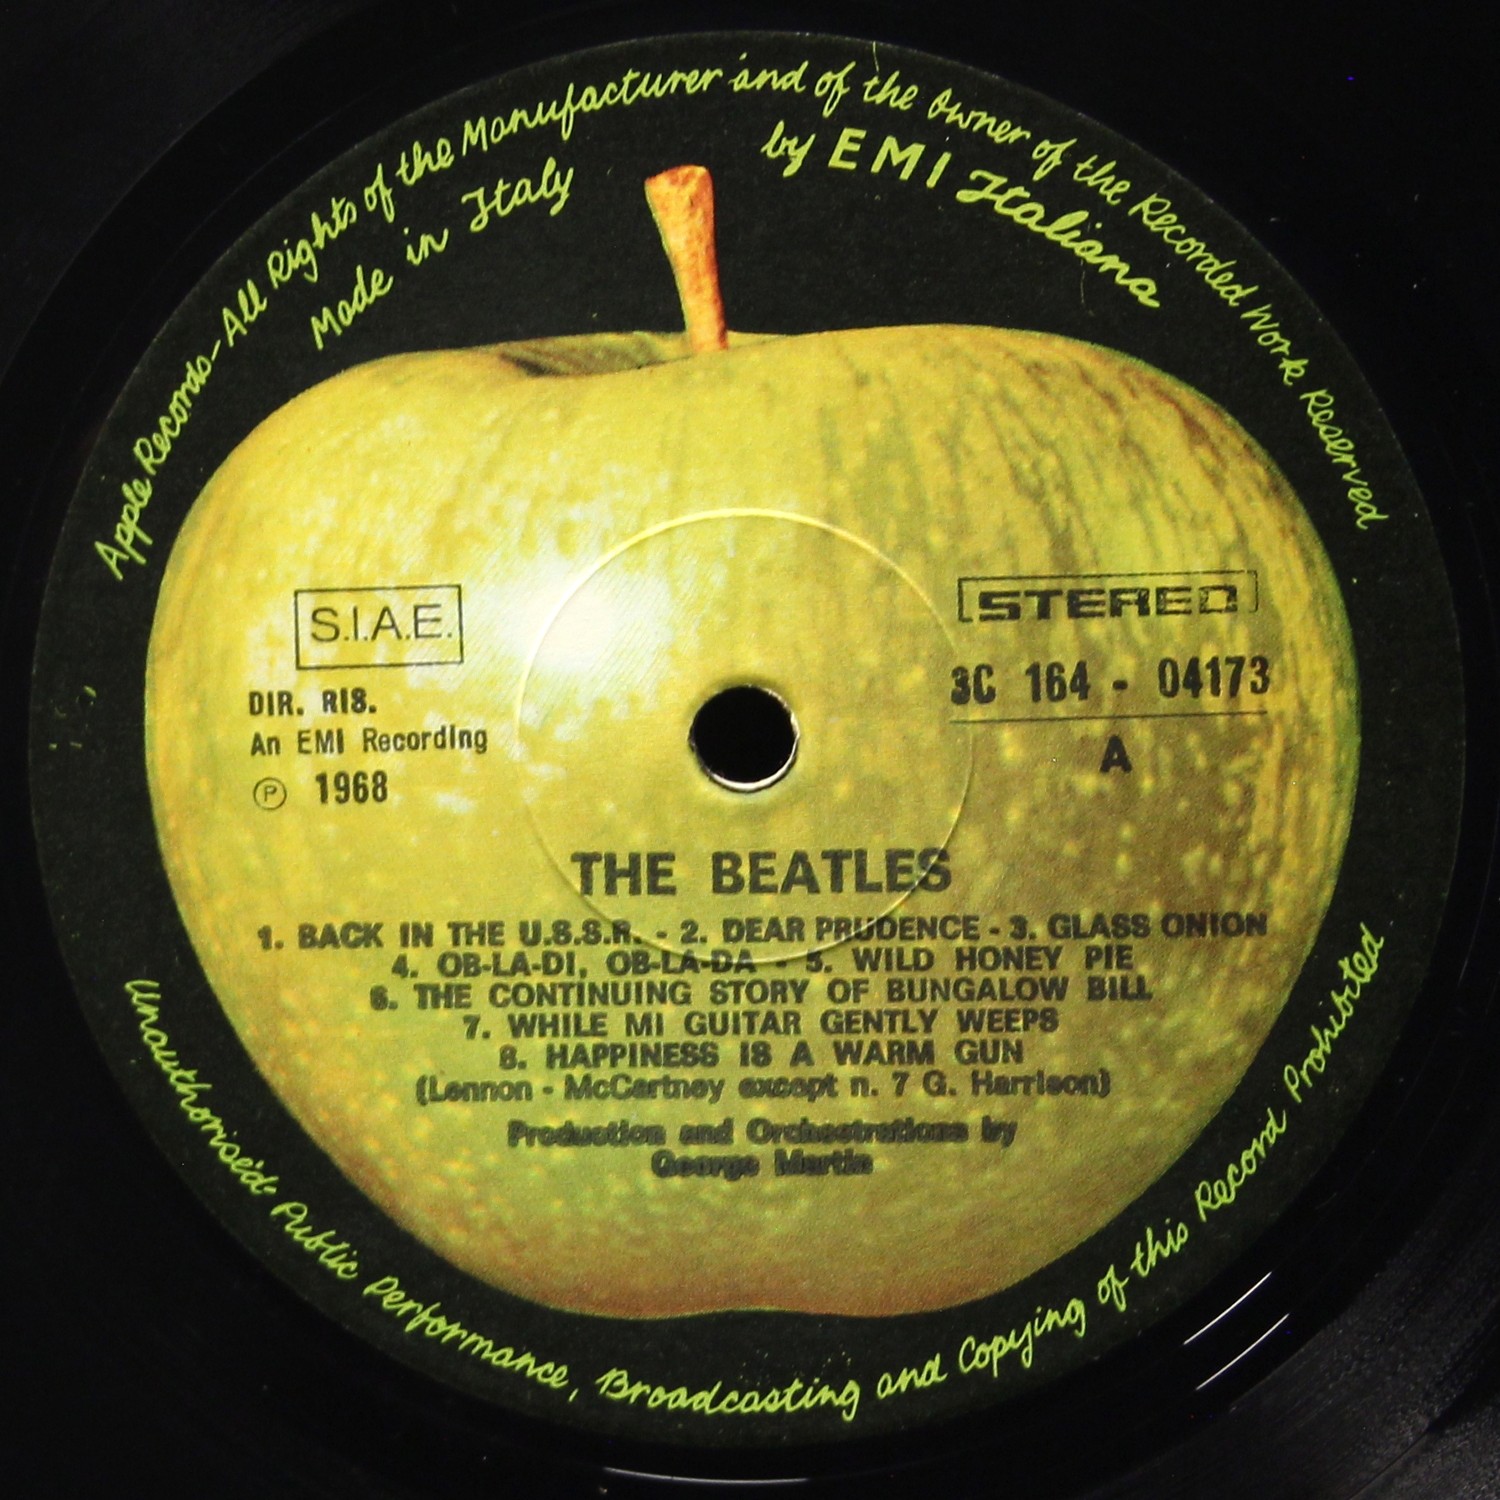 Apple Records - All Rights of the Manufacturer and of the Owner of the Recorded Work Reserved
Made in Italy
by EMI Italiana
S.I.A.E.
DIR. RIS.
An EMI Recording
Ⓟ 1968
STEREO
3C 164 - 04173
A
THE BEATLES
1. BACK IN THE U.S.S.R. - 2. DEAR PRUDENCE - 3. GLASS ONION
4. OB-LA-DI, OB-LA-DA - 5. WILD HONEY PIE
6. THE CONTINUING STORY OF BUNGALOW BILL
7. WHILE MI GUITAR GENTLY WEEPS
8. HAPPINESS IS A WARM GUN
(Lennon - McCartney except n. 7 G. Harrison)
Production and Orchestrations by
George Martin
Unauthorised Public Performance, Broadcasting and Copying of this Record Prohibited